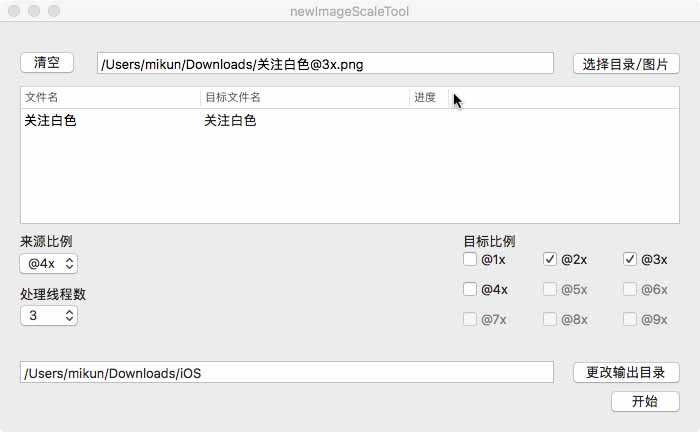 newImageScaleTool
清空 /Users/mikun/Downloads/关注白色@3x.png 选择目录/图片
文件名 目标文件名 进度
关注白色 关注白色
来源比例 目标比例
@4x @1x @2x @3x
处理线程数 @4x @5x @6x
3 @7x @8x @9x
/Users/mikun/Downloads/iOS 更改输出目录
开始